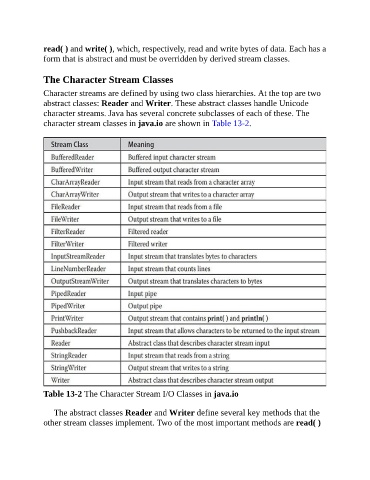 read( ) and write( ), which, respectively, read and write bytes of data. Each has a
form that is abstract and must be overridden by derived stream classes.
The Character Stream Classes
Character streams are defined by using two class hierarchies. At the top are two
abstract classes: Reader and Writer. These abstract classes handle Unicode
character streams. Java has several concrete subclasses of each of these. The
character stream classes in java.io are shown in Table 13-2.
Stream Class Meaning
BufferedReader Buffered input character stream
BufferedWriter Buffered output character stream
CharArrayReader Input stream that reads from a character array
CharArrayWriter Output stream that writes to a character array
FileReader Input stream that reads from a file
FileWriter Output stream that writes to a file
FilterReader Filtered reader
FilterWriter Filtered writer
InputStreamReader Input stream that translates bytes to characters
LineNumberReader Input stream that counts lines
OutputStreamWriter Output stream that translates characters to bytes
PipedReader Input pipe
PipedWriter Output pipe
PrintWriter Output stream that contains print( ) and println( )
PushbackReader Input stream that allows characters to be returned to the input stream
Reader Abstract class that describes character stream input
StringReader Input stream that reads from a string
StringWriter Output stream that writes to a string
Writer Abstract class that describes character stream output
Table 13-2 The Character Stream I/O Classes in java.io
The abstract classes Reader and Writer define several key methods that the
other stream classes implement. Two of the most important methods are read( )